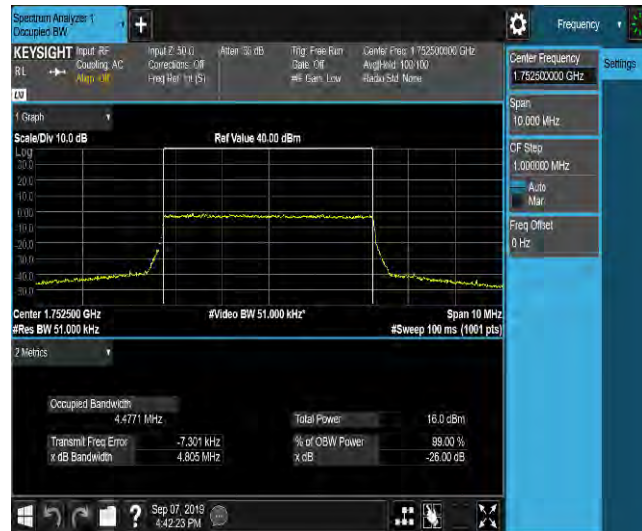 Spectrum Analyzer 1
Occupied BW
Frequency
KEYSIGHT Input: RF
RL
Coupling: AC
Align: Off
Input Z: 50 Ω
Corrections: Off
Freq Ref: Int (S)
Atten: 36 dB
Trig: Free Run
Gate: Off
#IF Gain: Low
Center Freq: 1.752500000 GHz
Avg|Hold: 100/100
Radio Std: None
LXI
Center Frequency
1.752500000 GHz
Settings
Span
10.000 MHz
CF Step
1.000000 MHz
Auto
Man
Freq Offset
0 Hz
1 Graph
Scale/Div 10.0 dB
Ref Value 40.00 dBm
Log
30.0
20.0
10.0
0.00
-10.0
-20.0
-30.0
-40.0
-50.0
Center 1.752500 GHz
#Video BW 51.000 kHz*
Span 10 MHz
#Res BW 51.000 kHz
#Sweep 100 ms (1001 pts)
2 Metrics
Occupied Bandwidth
4.4771 MHz
Total Power 16.0 dBm
Transmit Freq Error -7.301 kHz
% of OBW Power 99.00 %
x dB Bandwidth 4.805 MHz
x dB -26.00 dB
Sep 07, 2019
4:42:23 PM